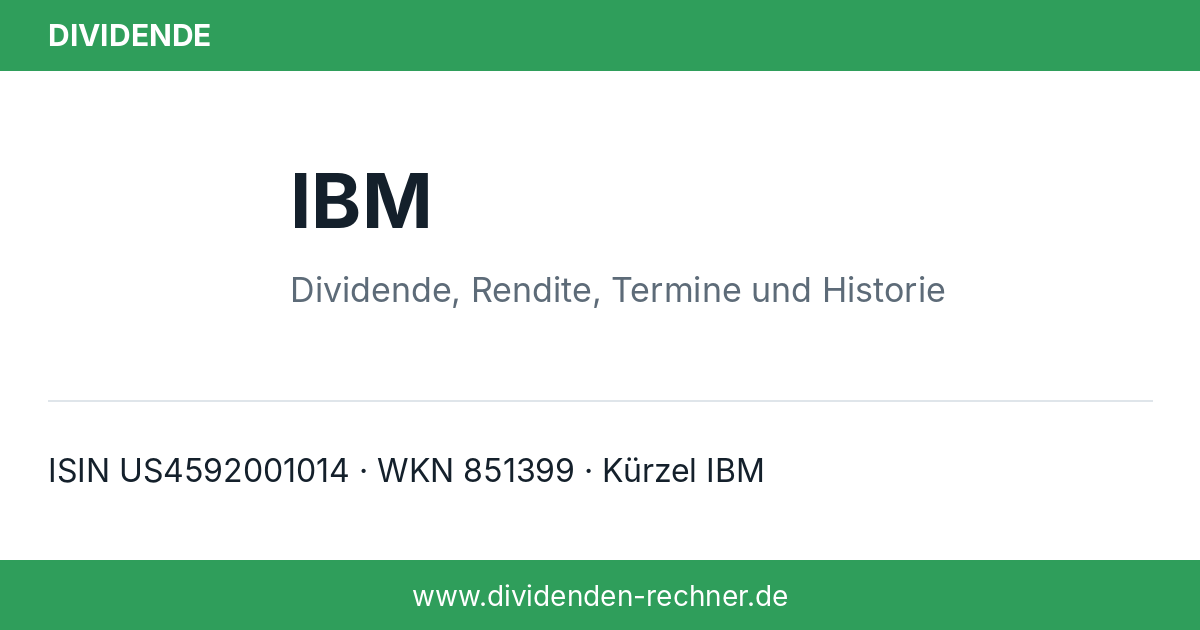 DIVIDENDE
IBM
Dividende, Rendite, Termine und Historie
ISIN US4592001014 · WKN 851399 · Kürzel IBM
www.dividenden-rechner.de